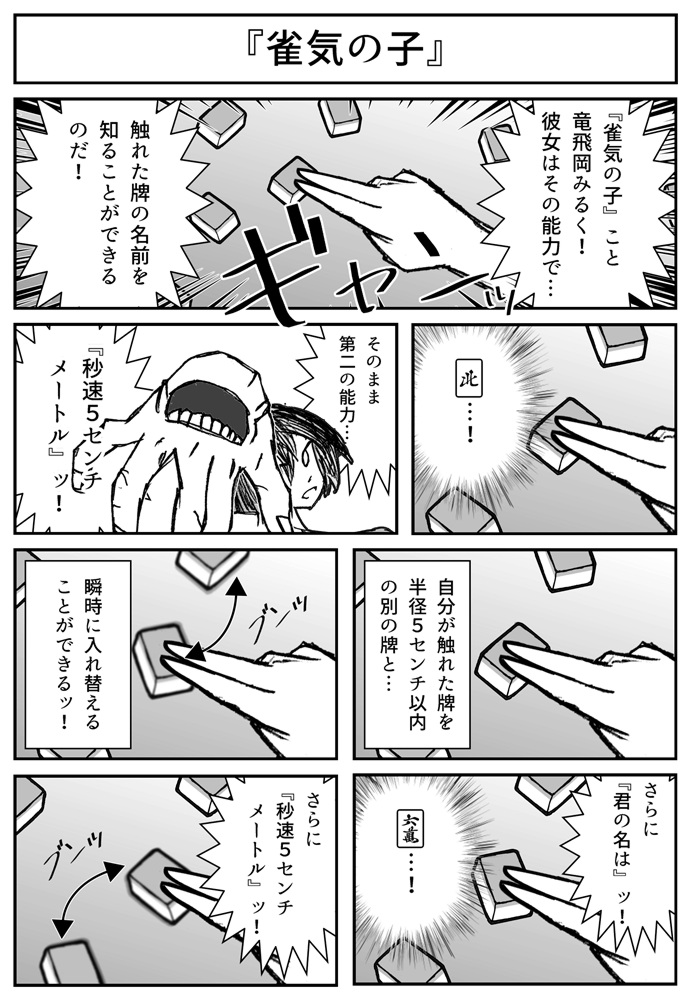 『雀気の子』
『雀気の子』こと
竜飛岡みるく！
彼女はその能力で…
触れた牌の名前を
知ることができる
のだ！
ギャーッ
北
…！
そのまま
第二の能力…
『秒速５センチ
メートル』ッ！
自分が触れた牌を
半径５センチ以内
の別の牌と…
ブンッ
瞬時に入れ替える
ことができるッ！
さらに
『君の名は』ッ！
六萬
…！
さらに
『秒速５センチ
メートル』ッ！
ブンッ